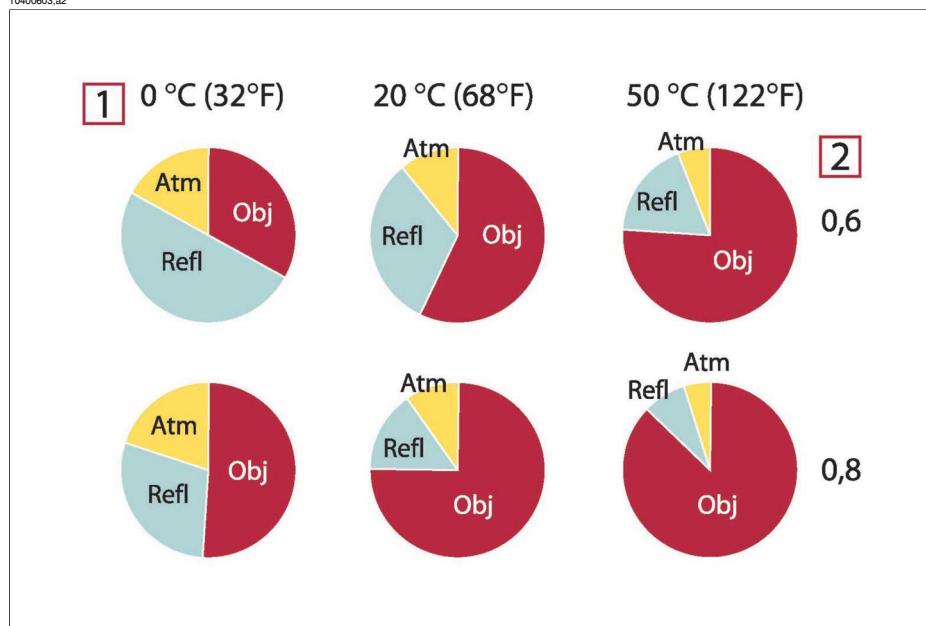 10400603;a2
1 0 °C (32°F) 20 °C (68°F) 50 °C (122°F)
2
Atm Obj Refl
Atm Refl Obj
Atm Refl Obj
0,6
Atm Obj Refl
Atm Refl Obj
Atm Refl Obj
0,8